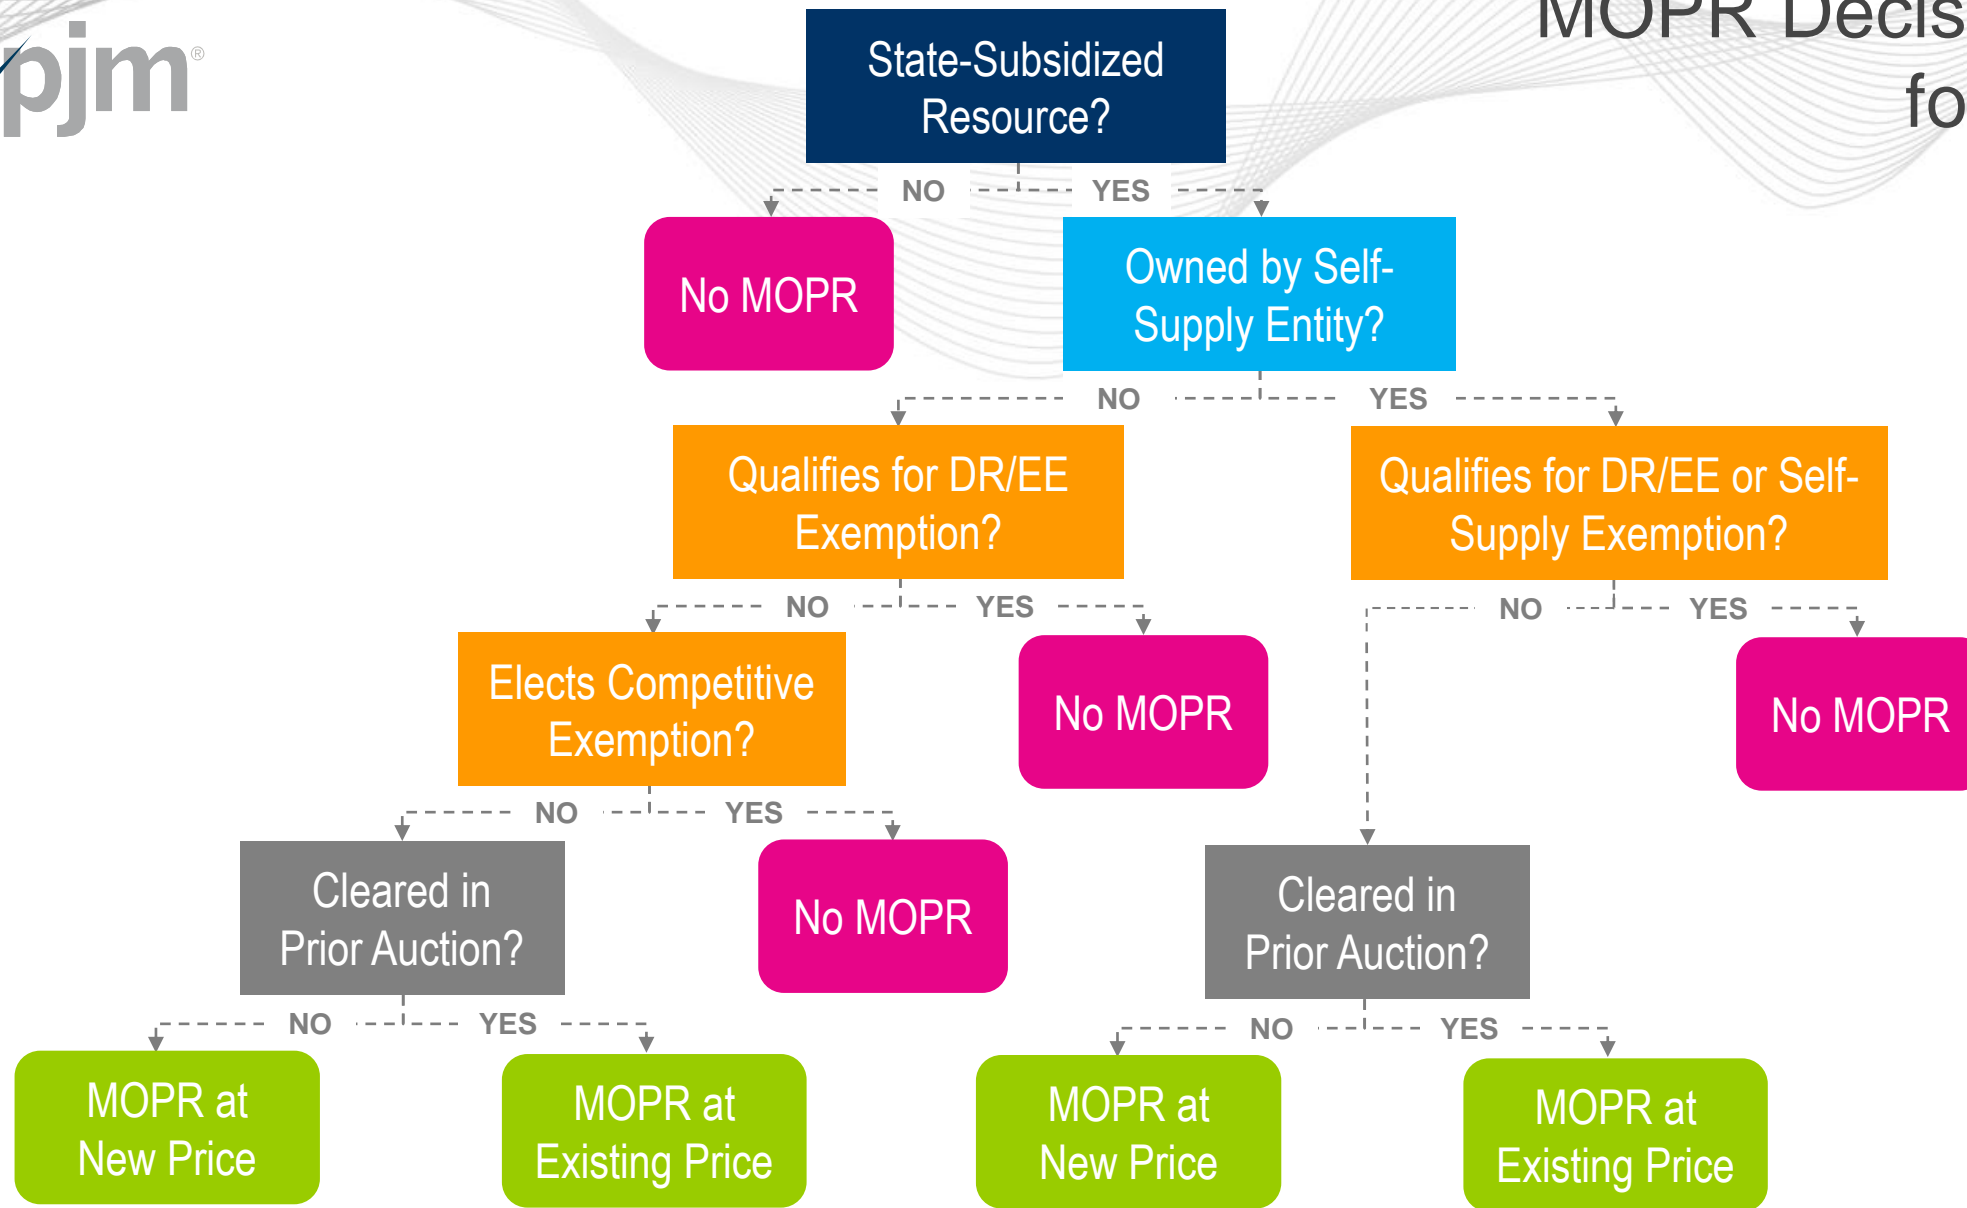 pjm®
MOPR Decis
fo
State-Subsidized
Resource?
NO
YES
No MOPR
Owned by Self-
Supply Entity?
NO
YES
Qualifies for DR/EE
Exemption?
Qualifies for DR/EE or Self-
Supply Exemption?
NO
YES
NO
YES
Elects Competitive
Exemption?
No MOPR
No MOPR
NO
YES
Cleared in
Prior Auction?
No MOPR
Cleared in
Prior Auction?
NO
YES
NO
YES
MOPR at
New Price
MOPR at
Existing Price
MOPR at
New Price
MOPR at
Existing Price